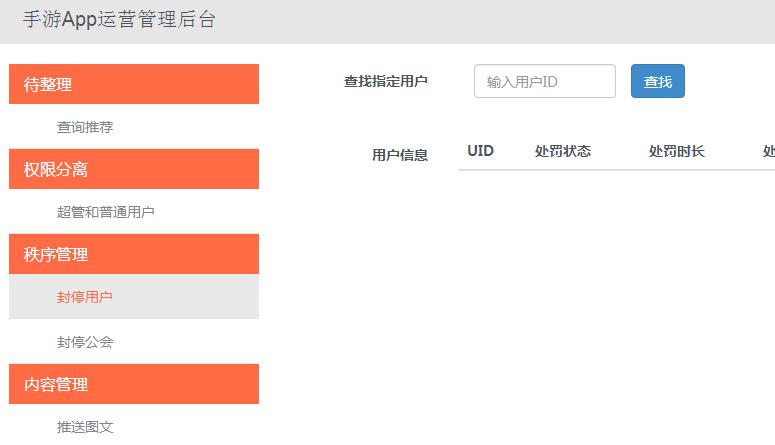 手游App运营管理后台
待整理
查询推荐
权限分离
超管和普通用户
秩序管理
封停用户
封停公会
内容管理
推送图文
查找指定用户 输入用户ID 查找
用户信息 UID 处罚状态 处罚时长